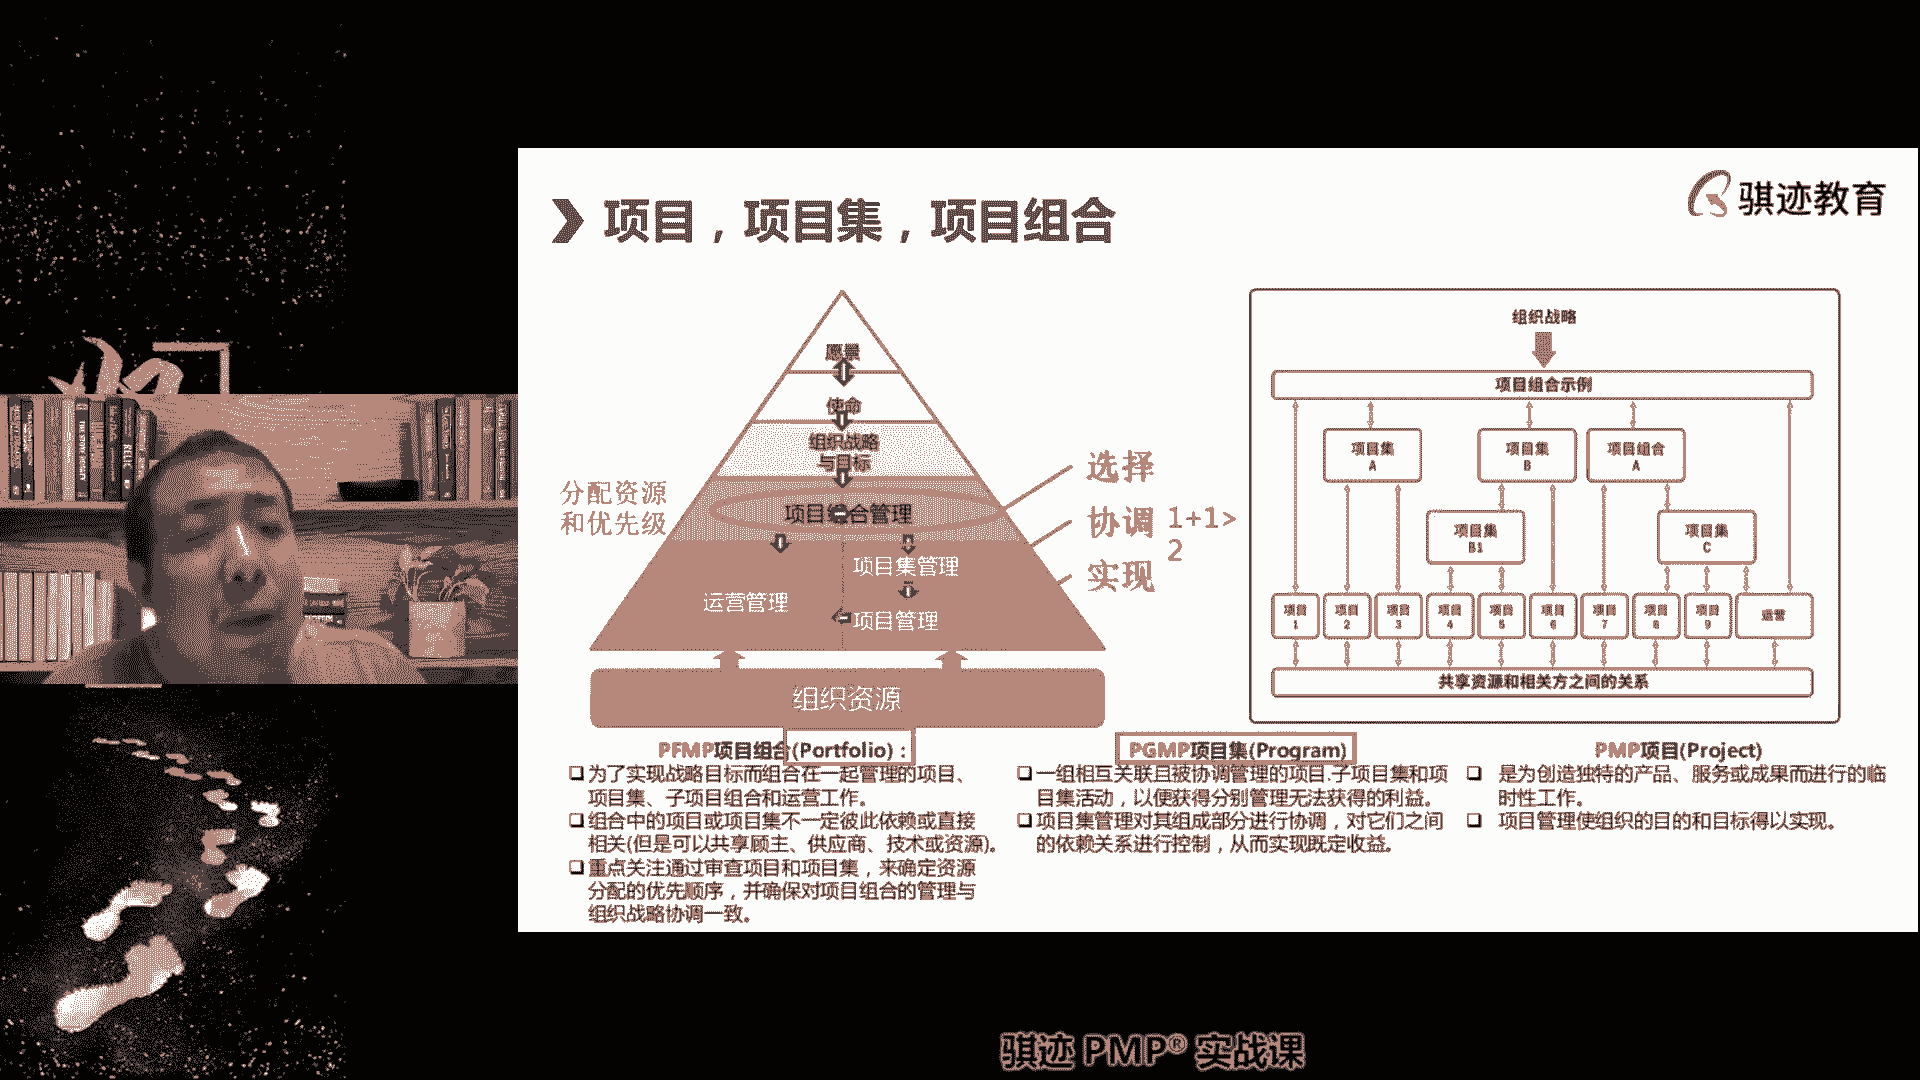 骐迹教育
项目，项目集，项目组合
愿景
使命
组织战略
与目标
分配资源
和优先级
项目组合管理
项目集管理
运营管理
项目管理
组织资源
选择
协调 1+1>
2
实现
组织战略
项目组合示例
项目集
A
项目集
B
项目组合
A
项目集
B1
项目集
C
项目
1
项目
2
项目
3
项目
4
项目
5
项目
6
项目
7
项目
8
项目
9
运营
共享资源和相关方之间的关系
PFMP项目组合(Portfolio)：
为了实现战略目标而组合在一起管理的项目、
项目集、子项目组合和运营工作。
组合中的项目或项目集不一定彼此依赖或直接
相关(但是可以共享顾主、供应商、技术或资源)。
重点关注通过审查项目和项目集，来确定资源
分配的优先顺序，并确保对项目组合的管理与
组织战略协调一致。
PGMP项目集(Program)
一组相互关联且被协调管理的项目.子项目集和项
目集活动，以便获得分别管理无法获得的利益。
项目集管理对其组成部分进行协调，对它们之间
的依赖关系进行控制，从而实现既定收益。
PMP项目(Project)
是为创造独特的产品、服务或成果而进行的临
时性工作。
项目管理使组织的目的和目标得以实现。
骐迹 PMP® 实战课